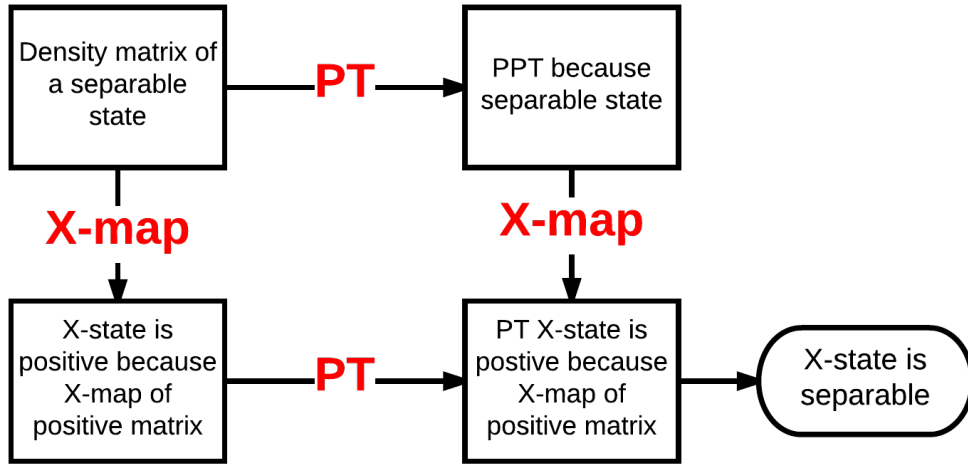 Density matrix of
a separable
state
PT
PPT because
separable state
X-map
X-map
X-state is
positive because
X-map of
positive matrix
PT
PT X-state is
postive because
X-map of
positive matrix
X-state is
separable